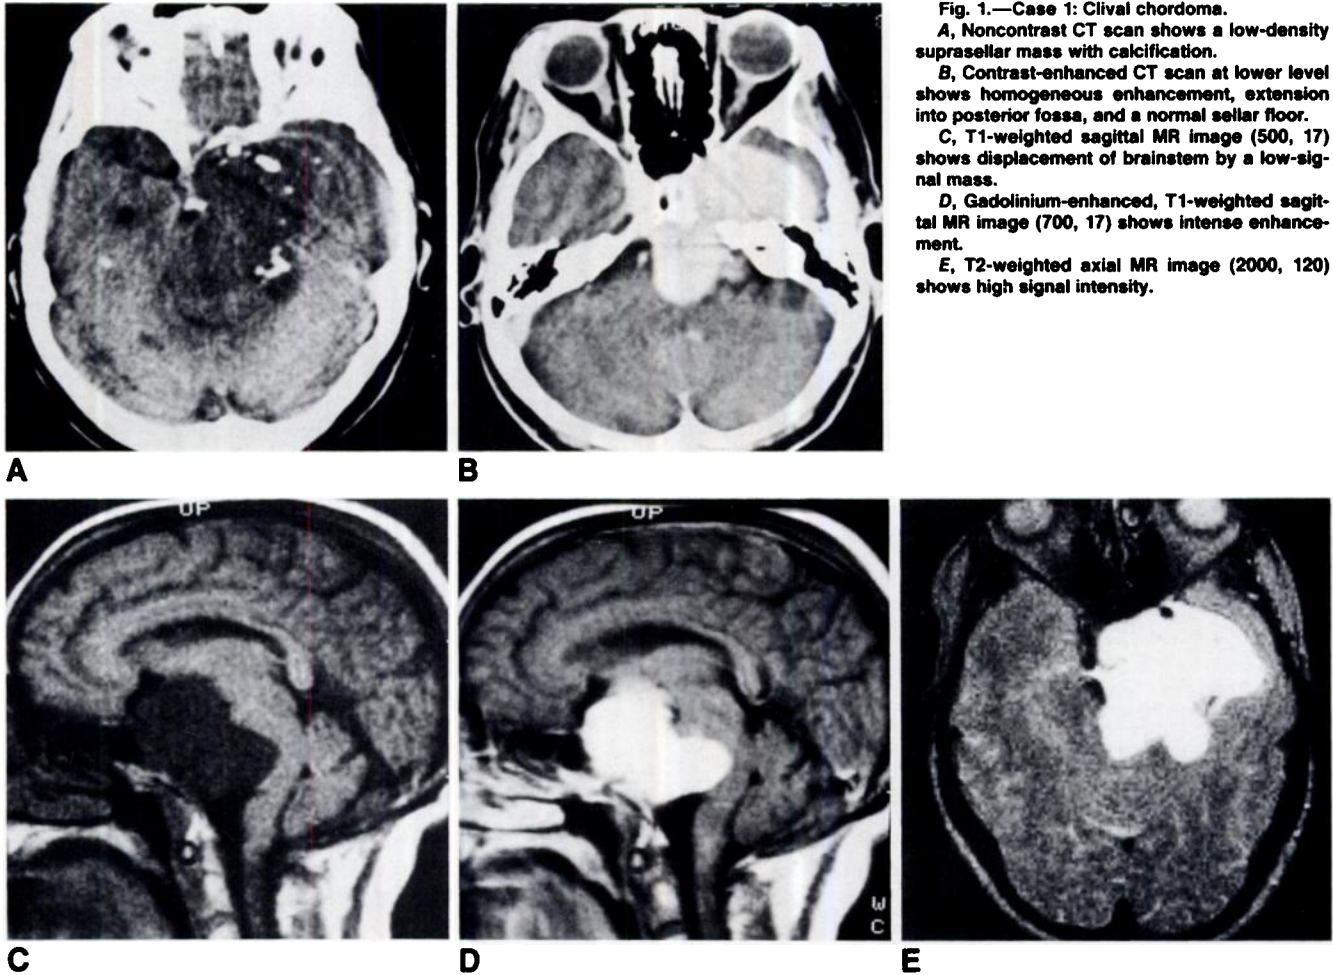 Fig. 1.—Case 1: Clival chordoma.
A, Noncontrast CT scan shows a low-density
suprasellar mass with calcification.
B, Contrast-enhanced CT scan at lower level
shows homogeneous enhancement, extension
into posterior fossa, and a normal sellar floor.
C, T1-weighted sagittal MR image (500, 17)
shows displacement of brainstem by a low-sig-
nal mass.
D, Gadolinium-enhanced, T1-weighted sagit-
tal MR image (700, 17) shows intense enhance-
ment.
E, T2-weighted axial MR image (2000, 120)
shows high signal intensity.
A
B
UP
UP
W
C
C
D
E